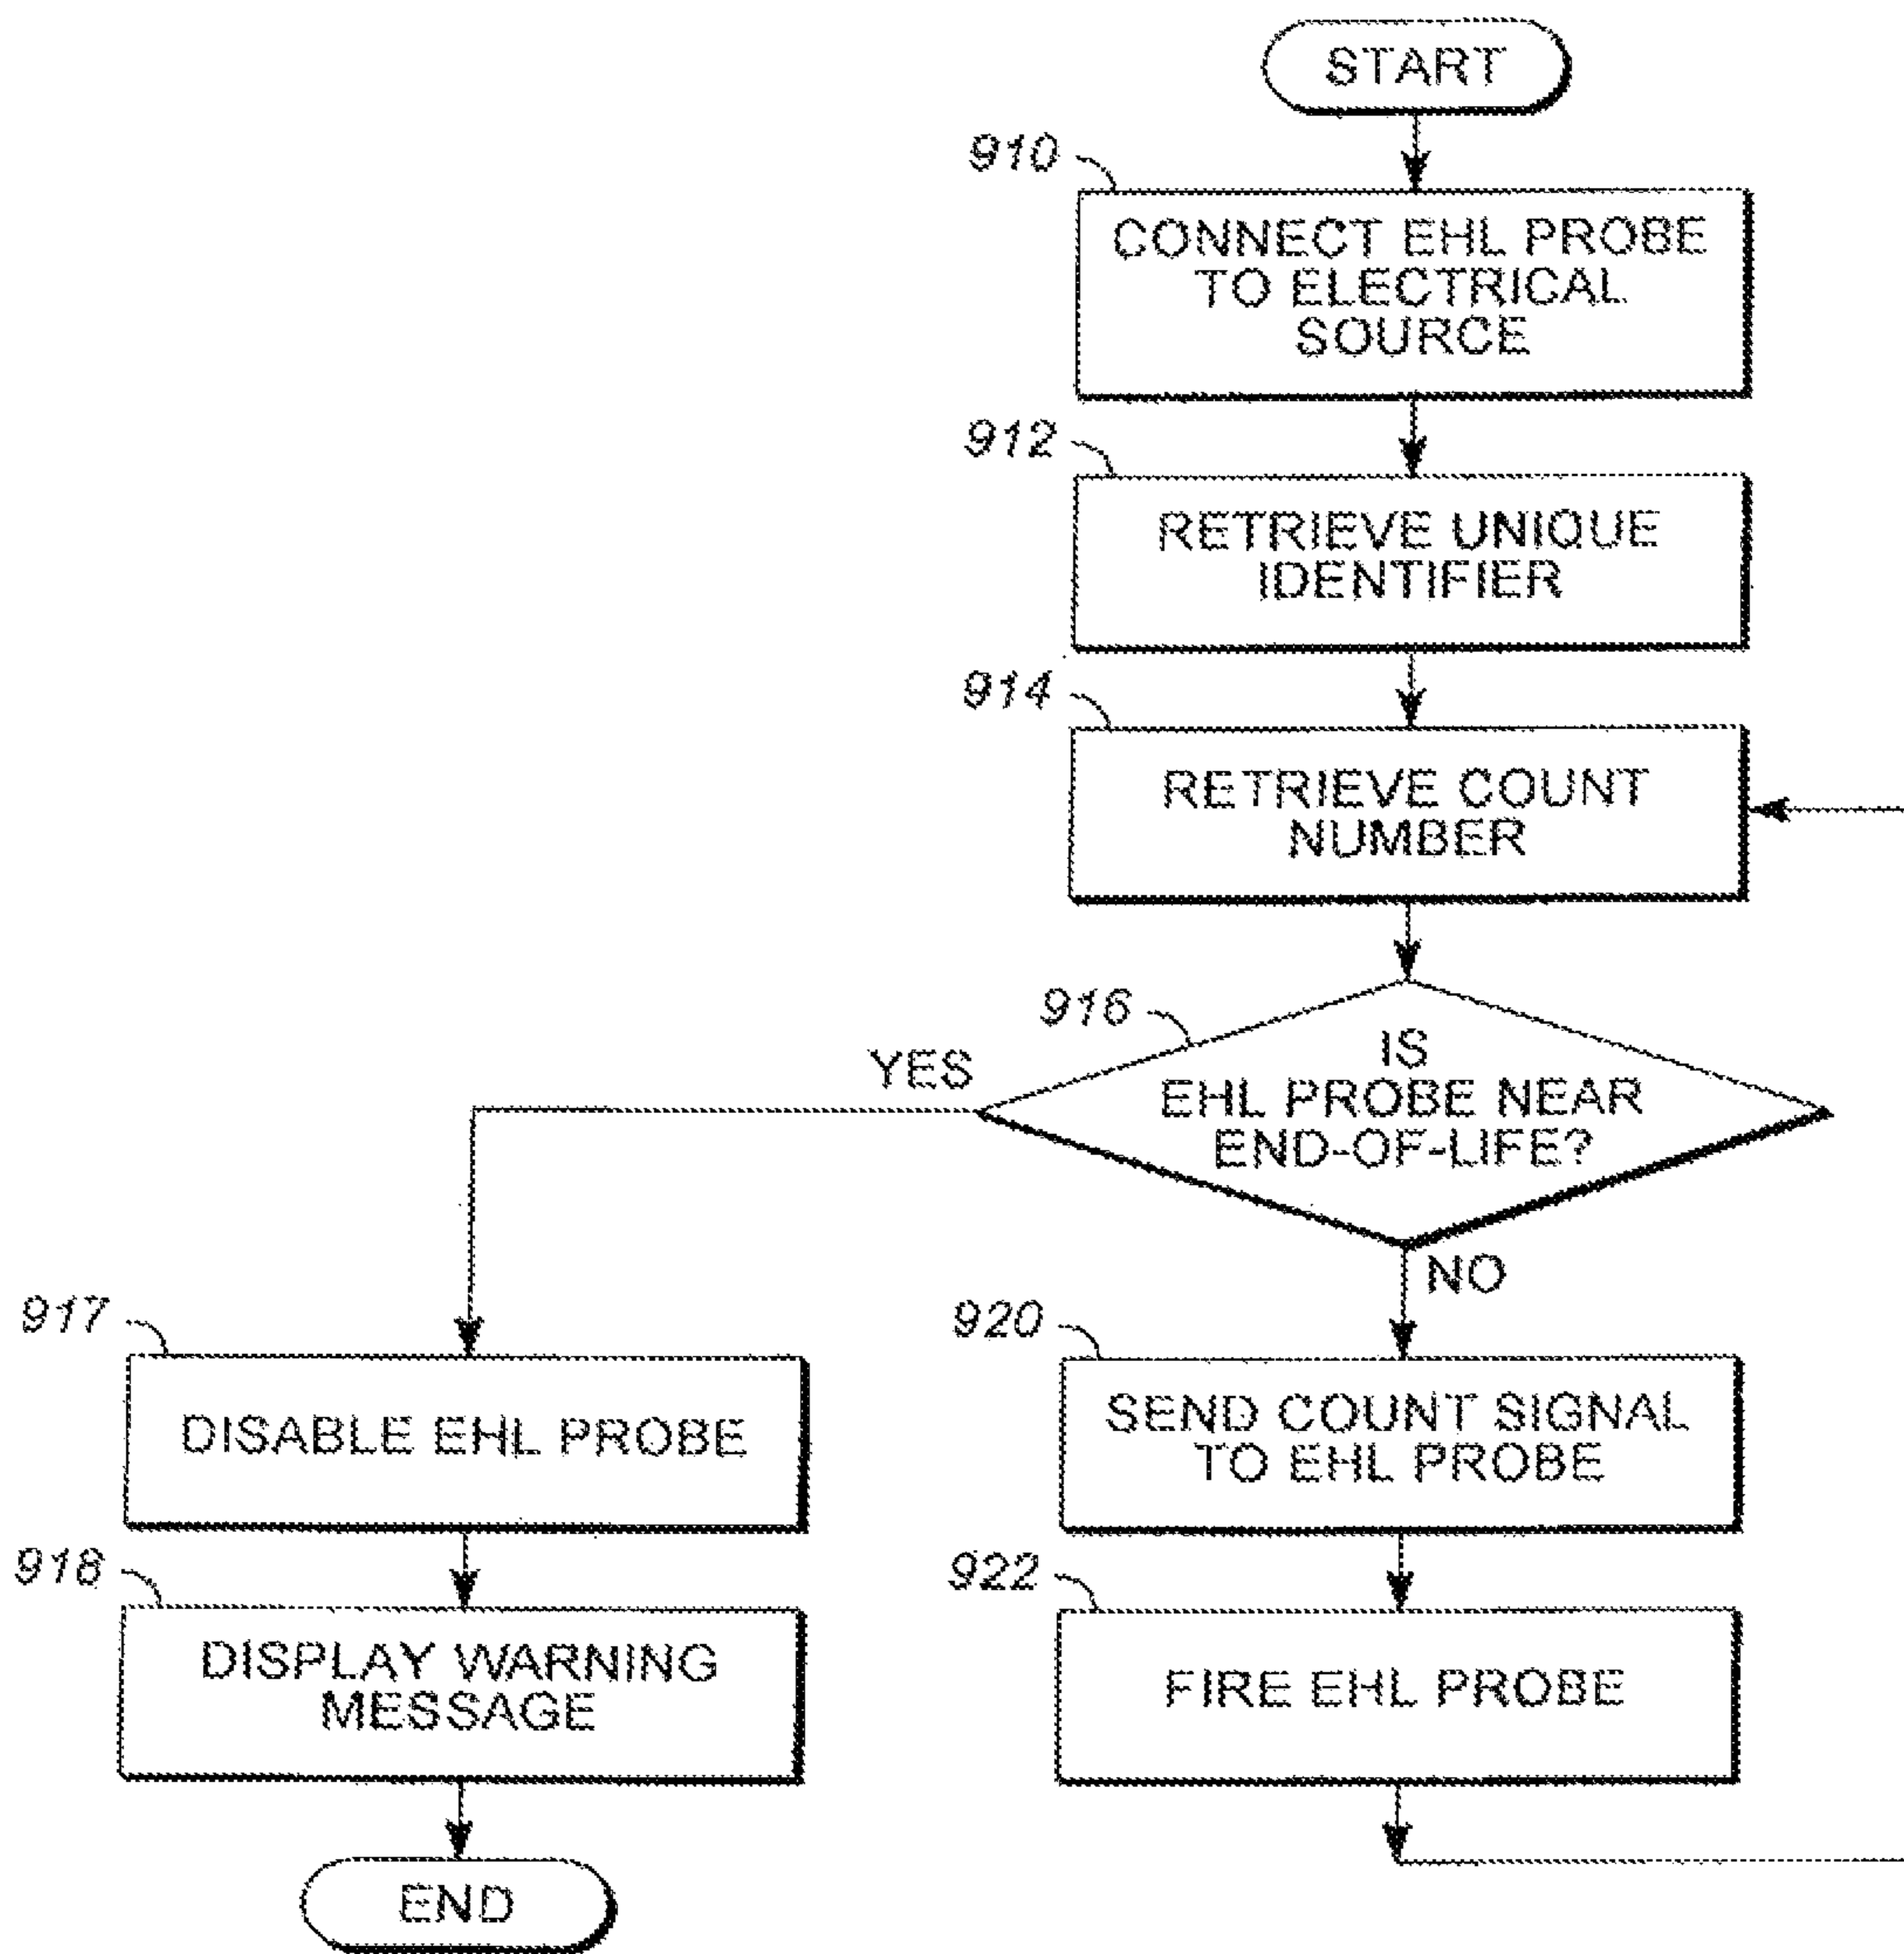 START
910
CONNECT EHL PROBE
TO ELECTRICAL
SOURCE
912
RETRIEVE UNIQUE
IDENTIFIER
914
RETRIEVE COUNT
NUMBER
916
IS
EHL PROBE NEAR
END-OF-LIFE?
YES
NO
917
DISABLE EHL PROBE
918
DISPLAY WARNING
MESSAGE
END
920
SEND COUNT SIGNAL
TO EHL PROBE
922
FIRE EHL PROBE